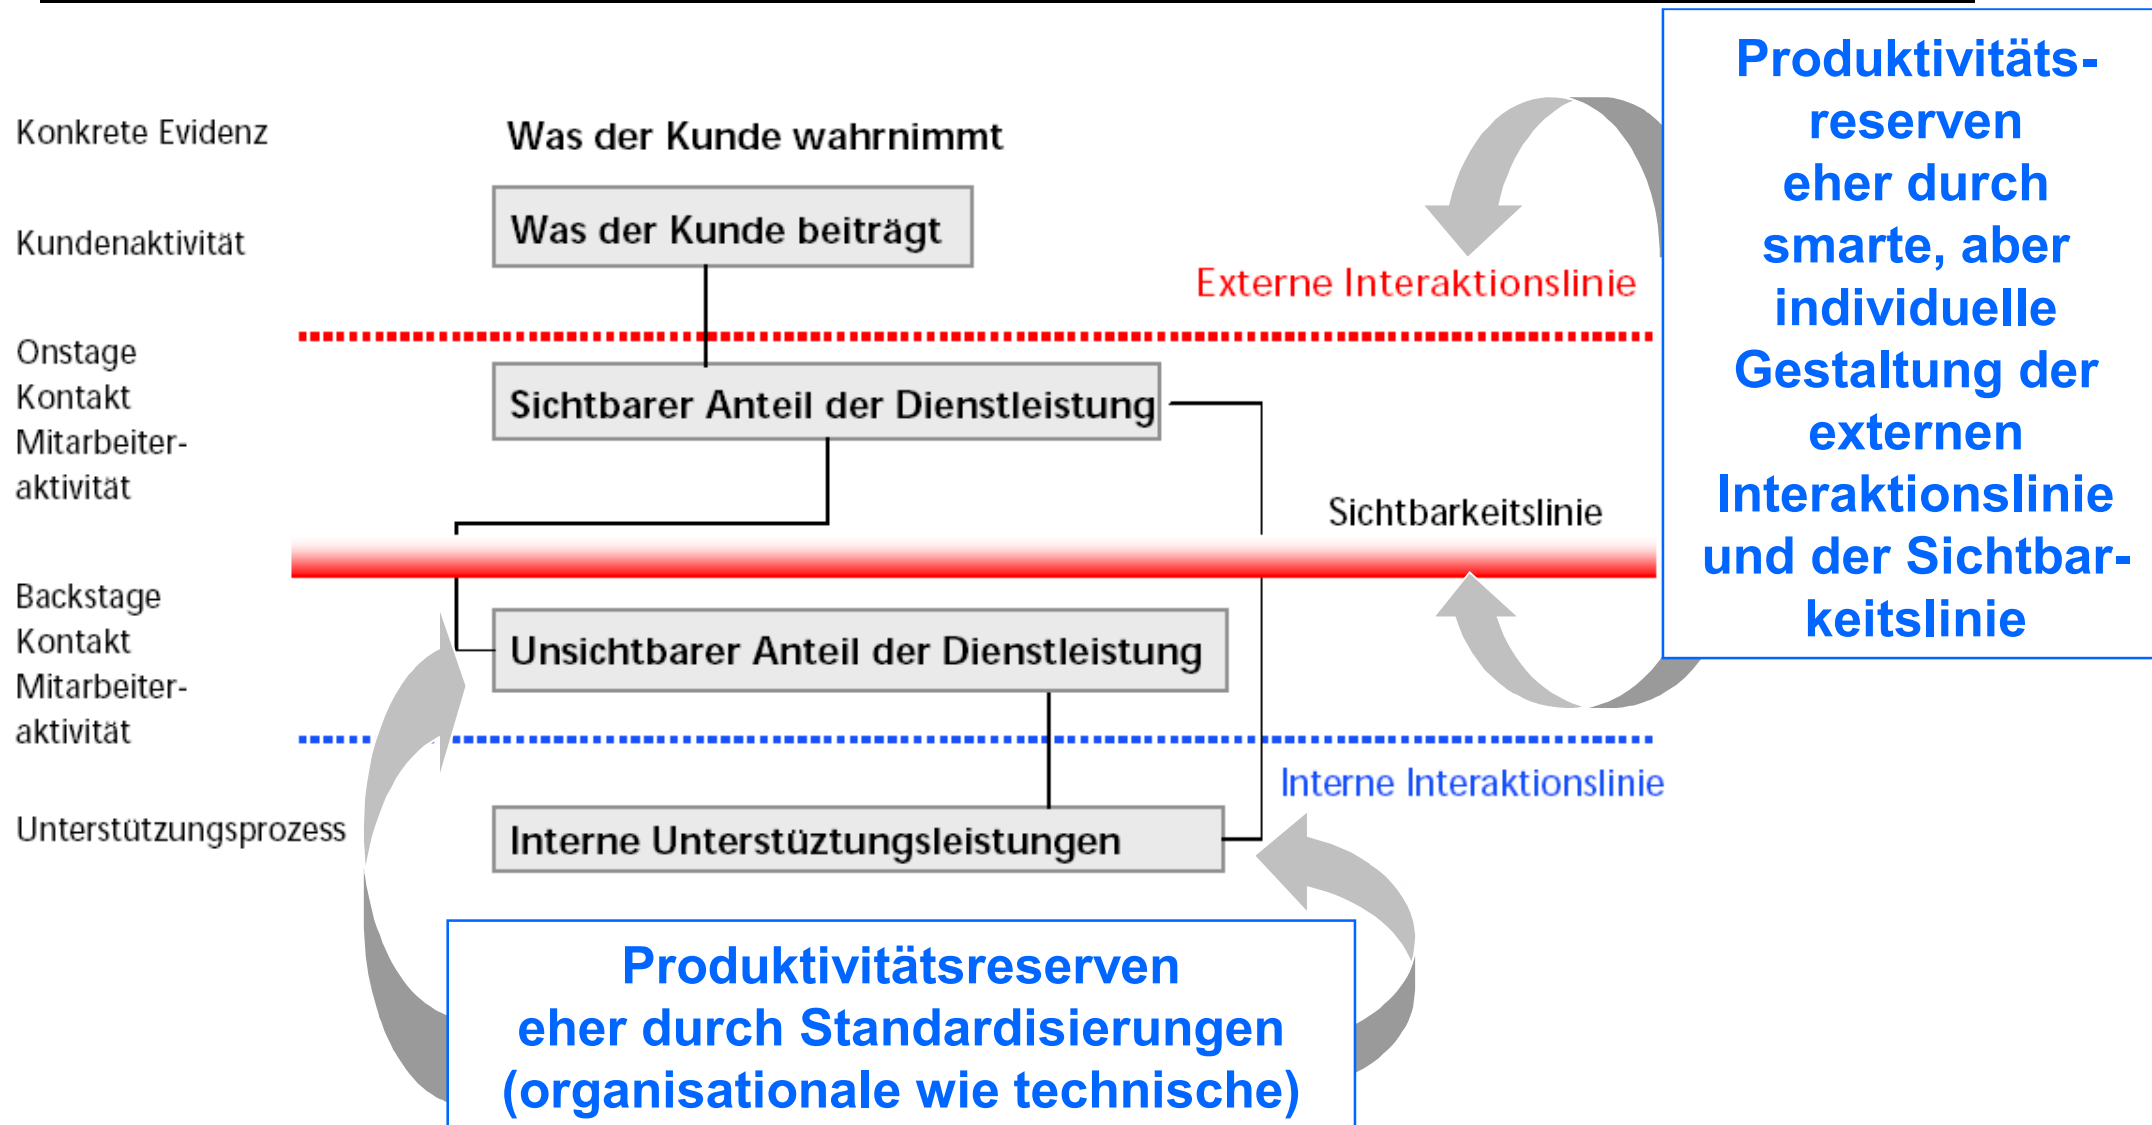 Konkrete Evidenz
Was der Kunde wahrnimmt
Kundenaktivität
Was der Kunde beiträgt
Externe Interaktionslinie
Onstage
Kontakt
Mitarbeiter-
aktivität
Sichtbarer Anteil der Dienstleistung
Sichtbarkeitslinie
Backstage
Kontakt
Mitarbeiter-
aktivität
Unsichtbarer Anteil der Dienstleistung
Interne Interaktionslinie
Unterstützungsprozess
Interne Unterstüztungsleistungen
Produktivitäts-
reserven
eher durch
smarte, aber
individuelle
Gestaltung der
externen
Interaktionslinie
und der Sichtbar-
keitslinie
Produktivitätsreserven
eher durch Standardisierungen
(organisationale wie technische)